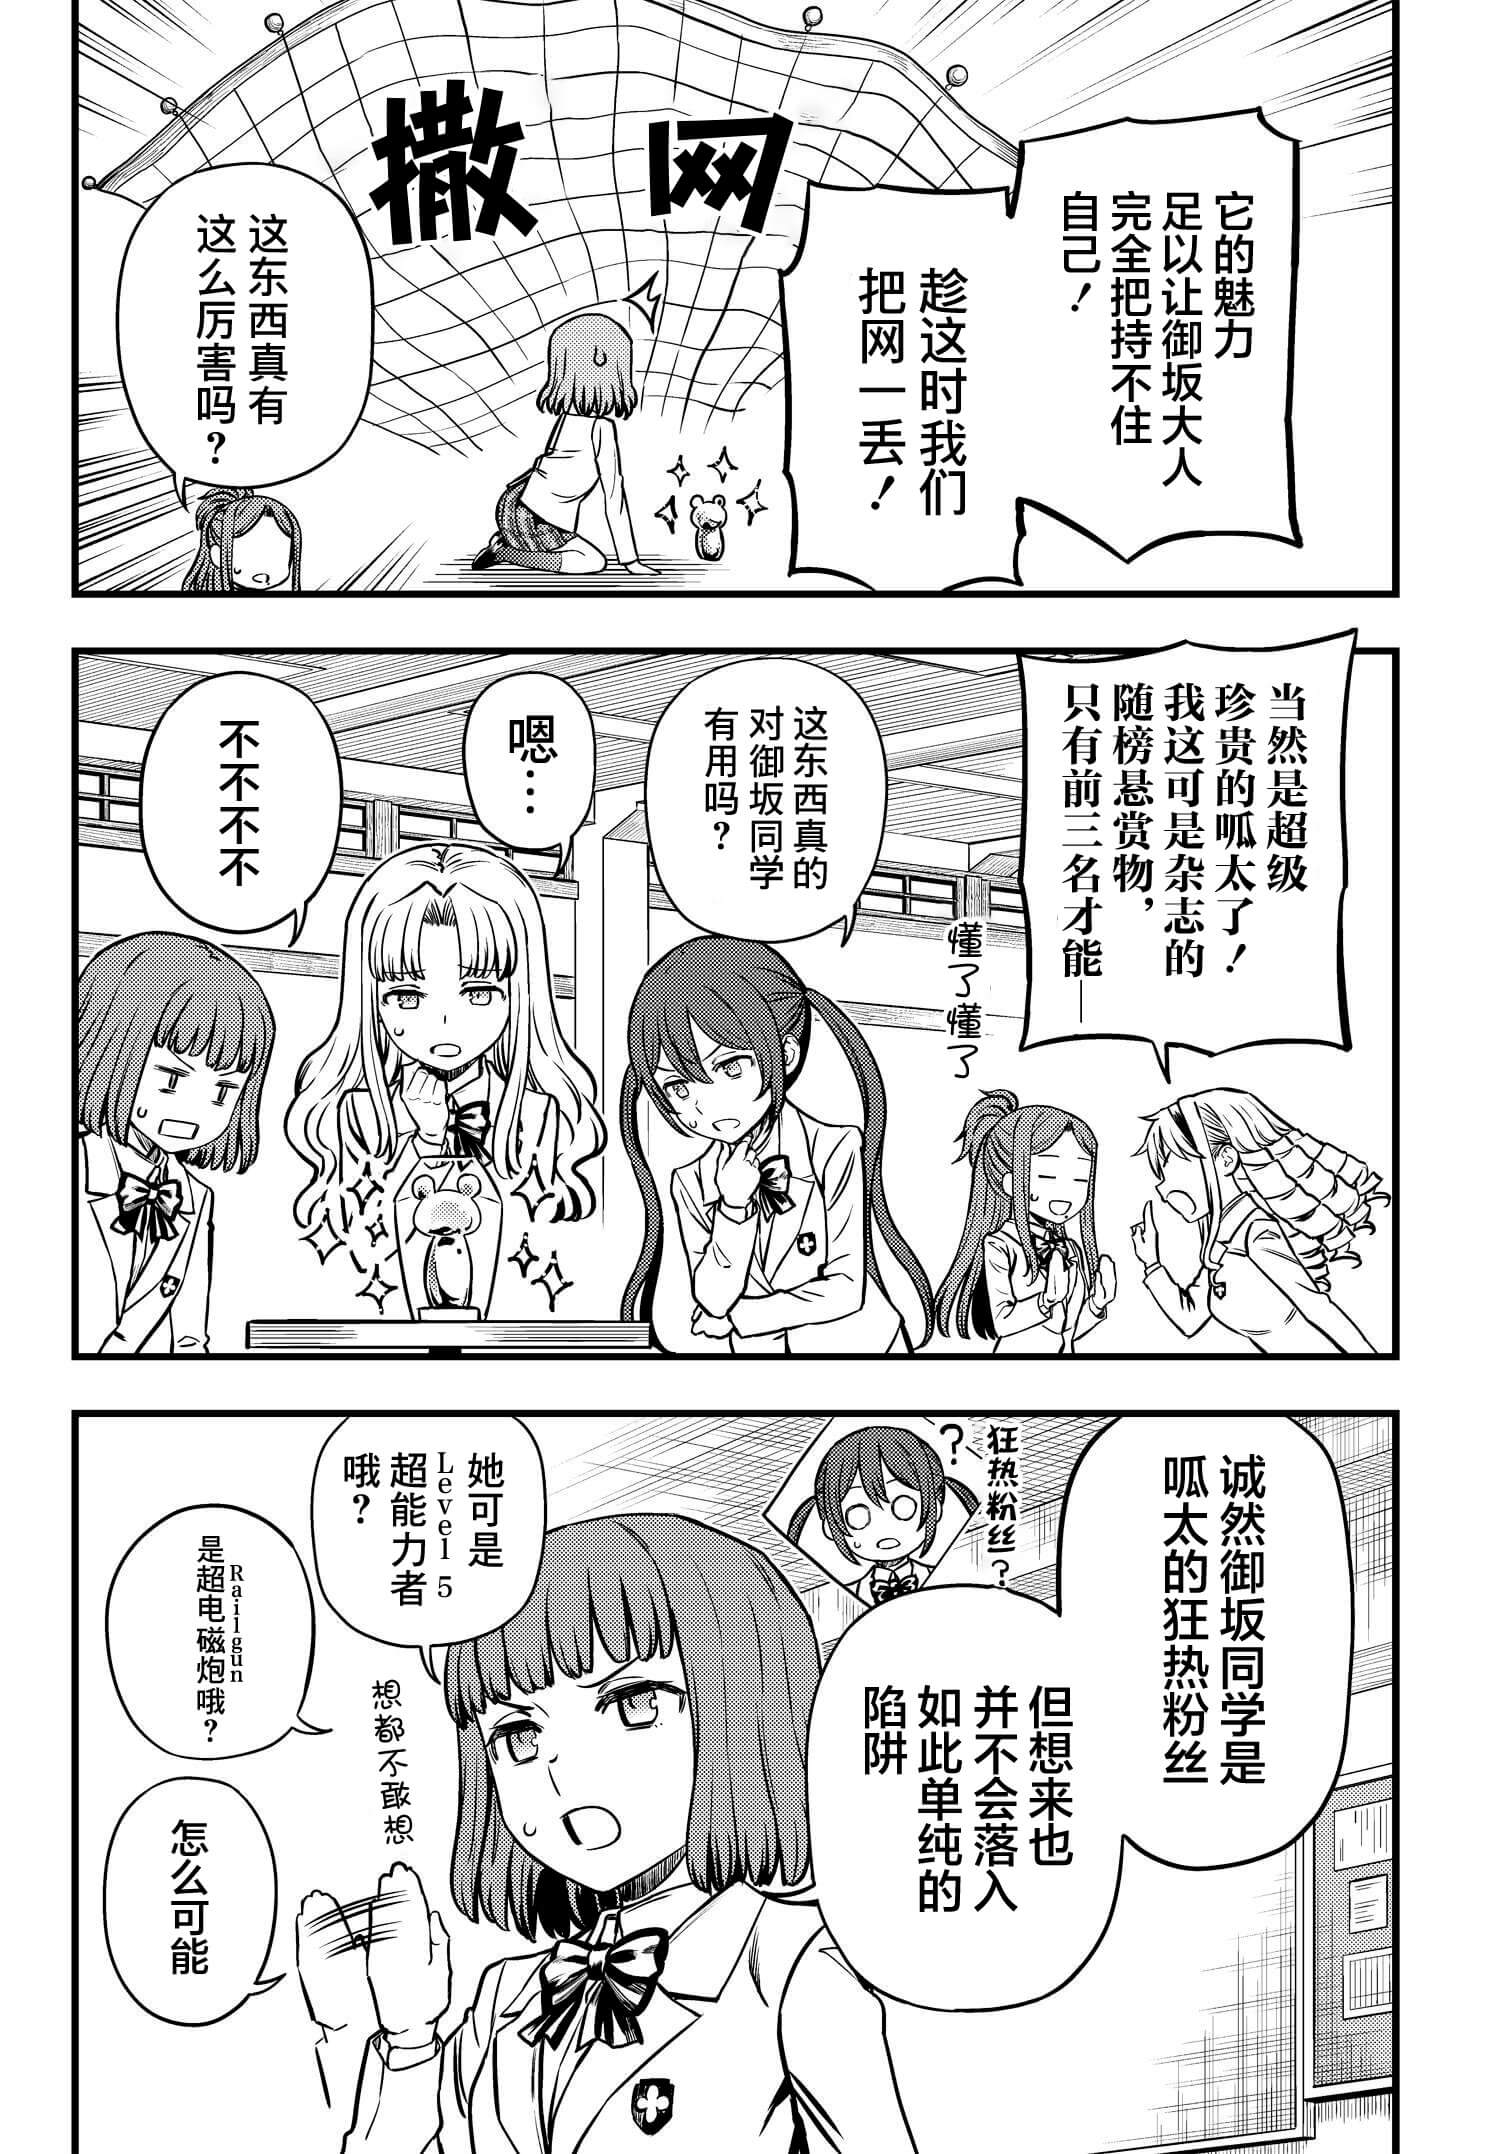 它的魅力
足以让御坂大人
完全把持不住
自己！
趁这时我们
把网一丢！
撒网
这东西真有
这么厉害吗？
当然是超级
珍贵的呱太了！
我这可是杂志的
随榜悬赏物，
只有前三名才能—
懂了懂了
这东西真的
对御坂同学
有用吗？
嗯…
不不不不
诚然御坂同学是
呱太的狂热粉丝
狂热粉丝？
？
但想来也
并不会落入
如此单纯的
陷阱
她可是
Level 5
超能力者
哦？
想都不敢想
Railgun
是超电磁炮哦？
怎么可能